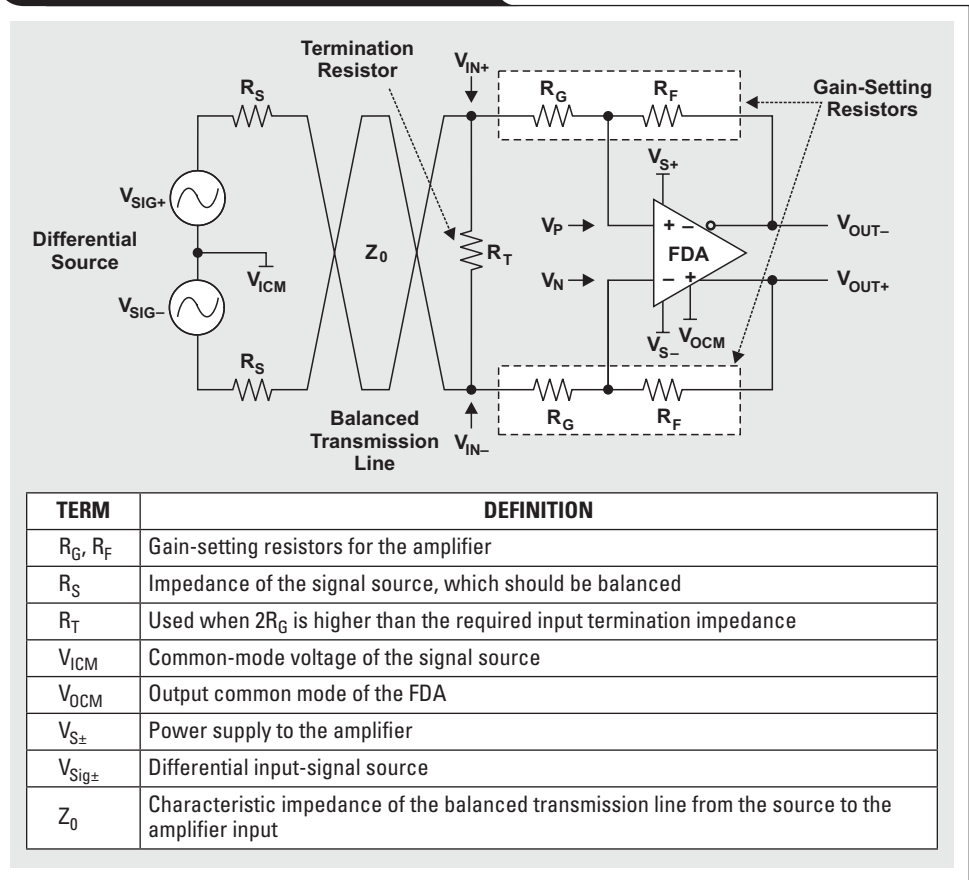 Termination
Resistor
V_IN+
R_S
R_G
R_F
Gain-Setting
Resistors
V_S+
V_SIG+
V_P
+
–
V_OUT–
Differential
Source
Z_0
R_T
FDA
V_ICM
V_N
–
+
V_OUT+
V_SIG–
V_S–
V_OCM
R_S
R_G
R_F
Balanced
Transmission
Line
V_IN–
TERM DEFINITION
R_G, R_F Gain-setting resistors for the amplifier
R_S Impedance of the signal source, which should be balanced
R_T Used when 2R_G is higher than the required input termination impedance
V_ICM Common-mode voltage of the signal source
V_OCM Output common mode of the FDA
V_S± Power supply to the amplifier
V_Sig± Differential input-signal source
Z_0 Characteristic impedance of the balanced transmission line from the source to the
amplifier input